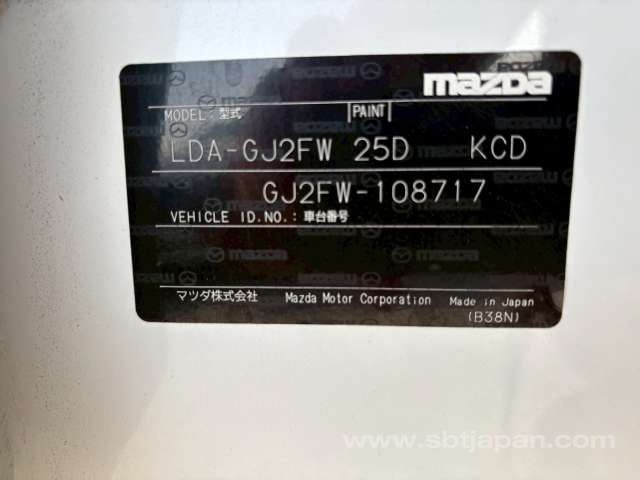 mazda
MODEL: 型式 PAINT
LDA-GJ2FW 25D KCD
GJ2FW-108717
VEHICLE ID.NO.: 車台番号
マツダ株式会社 Mazda Motor Corporation Made in Japan
(B38N)
www.sbtjapan.com